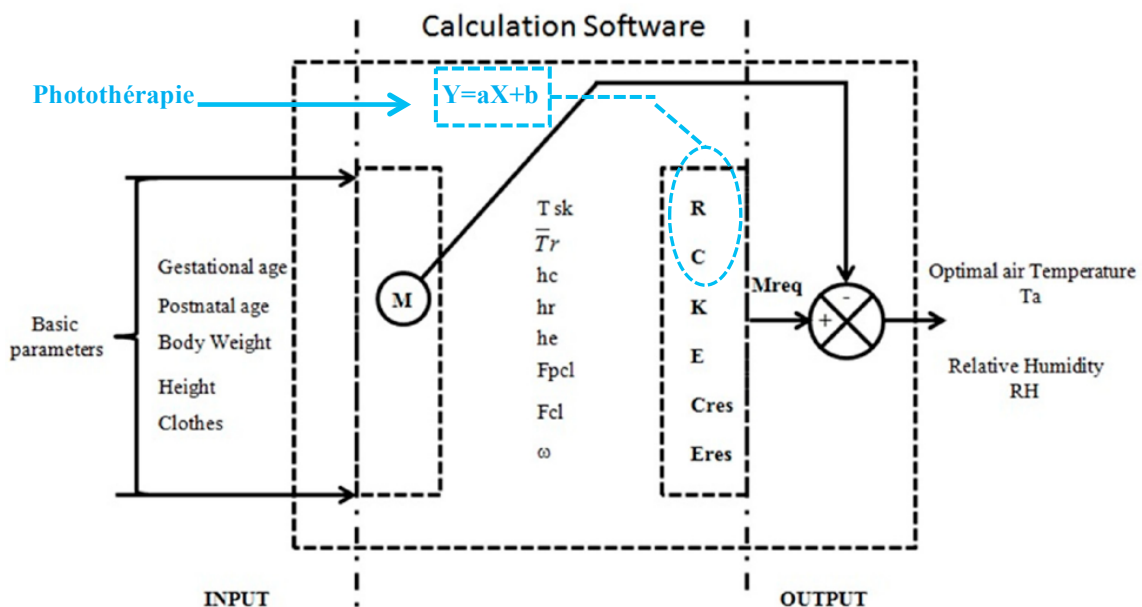 Calculation Software
Photothérapie
Y=aX+b
Basic
parameters
Gestational age
Postnatal age
Body Weight
Height
Clothes
M
T sk
T̅r
hc
hr
he
Fpcl
Fcl
ω
R
C
K
E
Cres
Eres
Mreq
-
+
Optimal air Temperature
Ta
Relative Humidity
RH
INPUT
OUTPUT